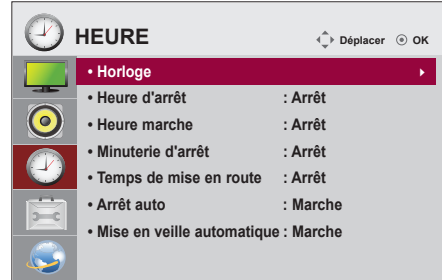 HEURE
Déplacer OK
• Horloge
• Heure d'arrêt : Arrêt
• Heure marche : Arrêt
• Minuterie d'arrêt : Arrêt
• Temps de mise en route : Arrêt
• Arrêt auto : Marche
• Mise en veille automatique : Marche